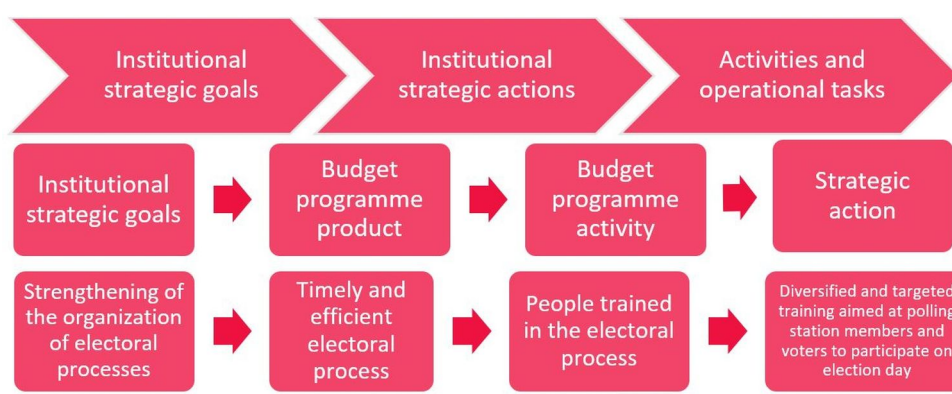 Institutional
strategic goals
Institutional
strategic actions
Activities and
operational tasks
Institutional
strategic goals
Budget
programme
product
Budget
programme
activity
Strategic
action
Strengthening of
the organization
of electoral
processes
Timely and
efficient
electoral
process
People trained
in the electoral
process
Diversified and targeted
training aimed at polling
station members and
voters to participate on
election day